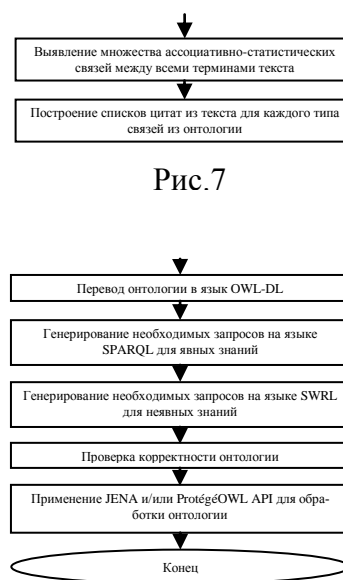 Выявление множества ассоциативно-статистических
связей между всеми терминами текста
Построение списков цитат из текста для каждого типа
связей из онтологии
Рис.7
Перевод онтологии в язык OWL-DL
Генерирование необходимых запросов на языке
SPARQL для явных знаний
Генерирование необходимых запросов на языке SWRL
для неявных знаний
Проверка корректности онтологии
Применение JENA и/или ProtégéOWL API для обра-
ботки онтологии
Конец